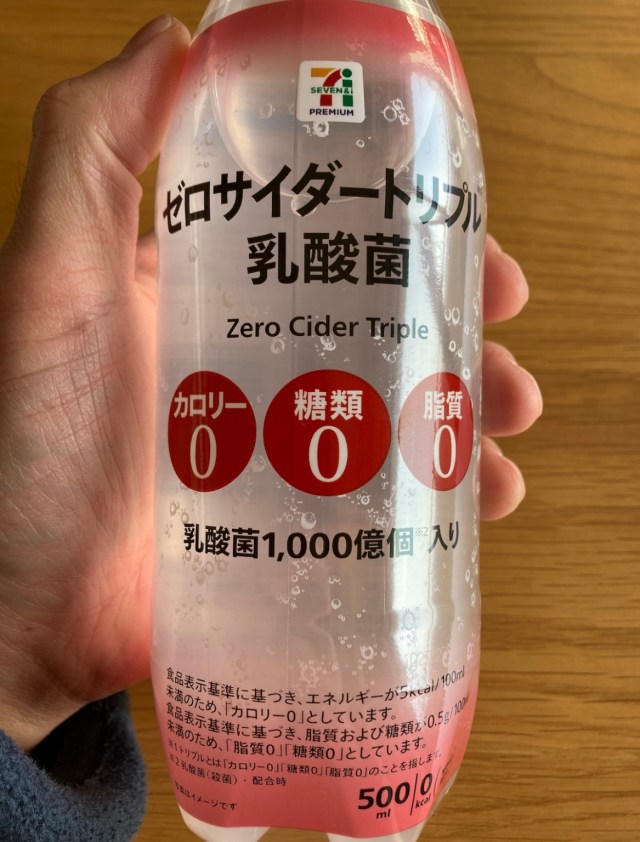 SEVEN&i
PREMIUM
ゼロサイダートリプル
乳酸菌
Zero Cider Triple
カロリー
0
糖類
0
脂質
0
乳酸菌1,000億個※2入り
食品表示基準に基づき、エネルギーが5kcal/100ml
未満のため、「カロリー0」としています。
食品表示基準に基づき、脂質および糖類が0.5g/100ml
未満のため、「脂質0」「糖類0」としています。
※1 トリプルとは「カロリー0」「糖類0」「脂質0」のことを指します。
※2 乳酸菌(殺菌)・配合時
500 ml
0 kcal
はイメージです